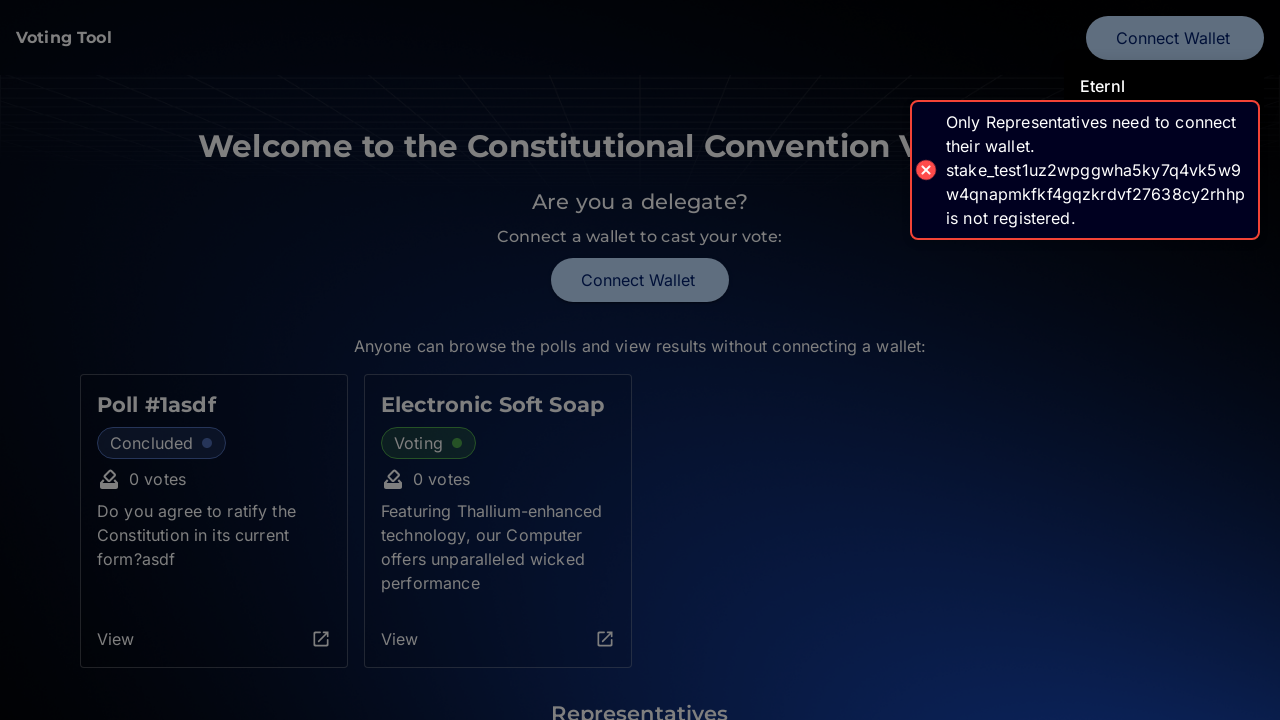 Voting Tool
Connect Wallet
Eternl
Only Representatives need to connect
their wallet.
stake_test1uz2wpggwha5ky7q4vk5w9
w4qnapmkfkf4gqzkrdvf27638cy2rhhp
is not registered.
Welcome to the Constitutional Convention
Are you a delegate?
Connect a wallet to cast your vote:
Connect Wallet
Anyone can browse the polls and view results without connecting a wallet:
Poll #1asdf
Concluded
0 votes
Do you agree to ratify the
Constitution in its current
form?asdf
View
Electronic Soft Soap
Voting
0 votes
Featuring Thallium-enhanced
technology, our Computer
offers unparalleled wicked
performance
View
Representatives